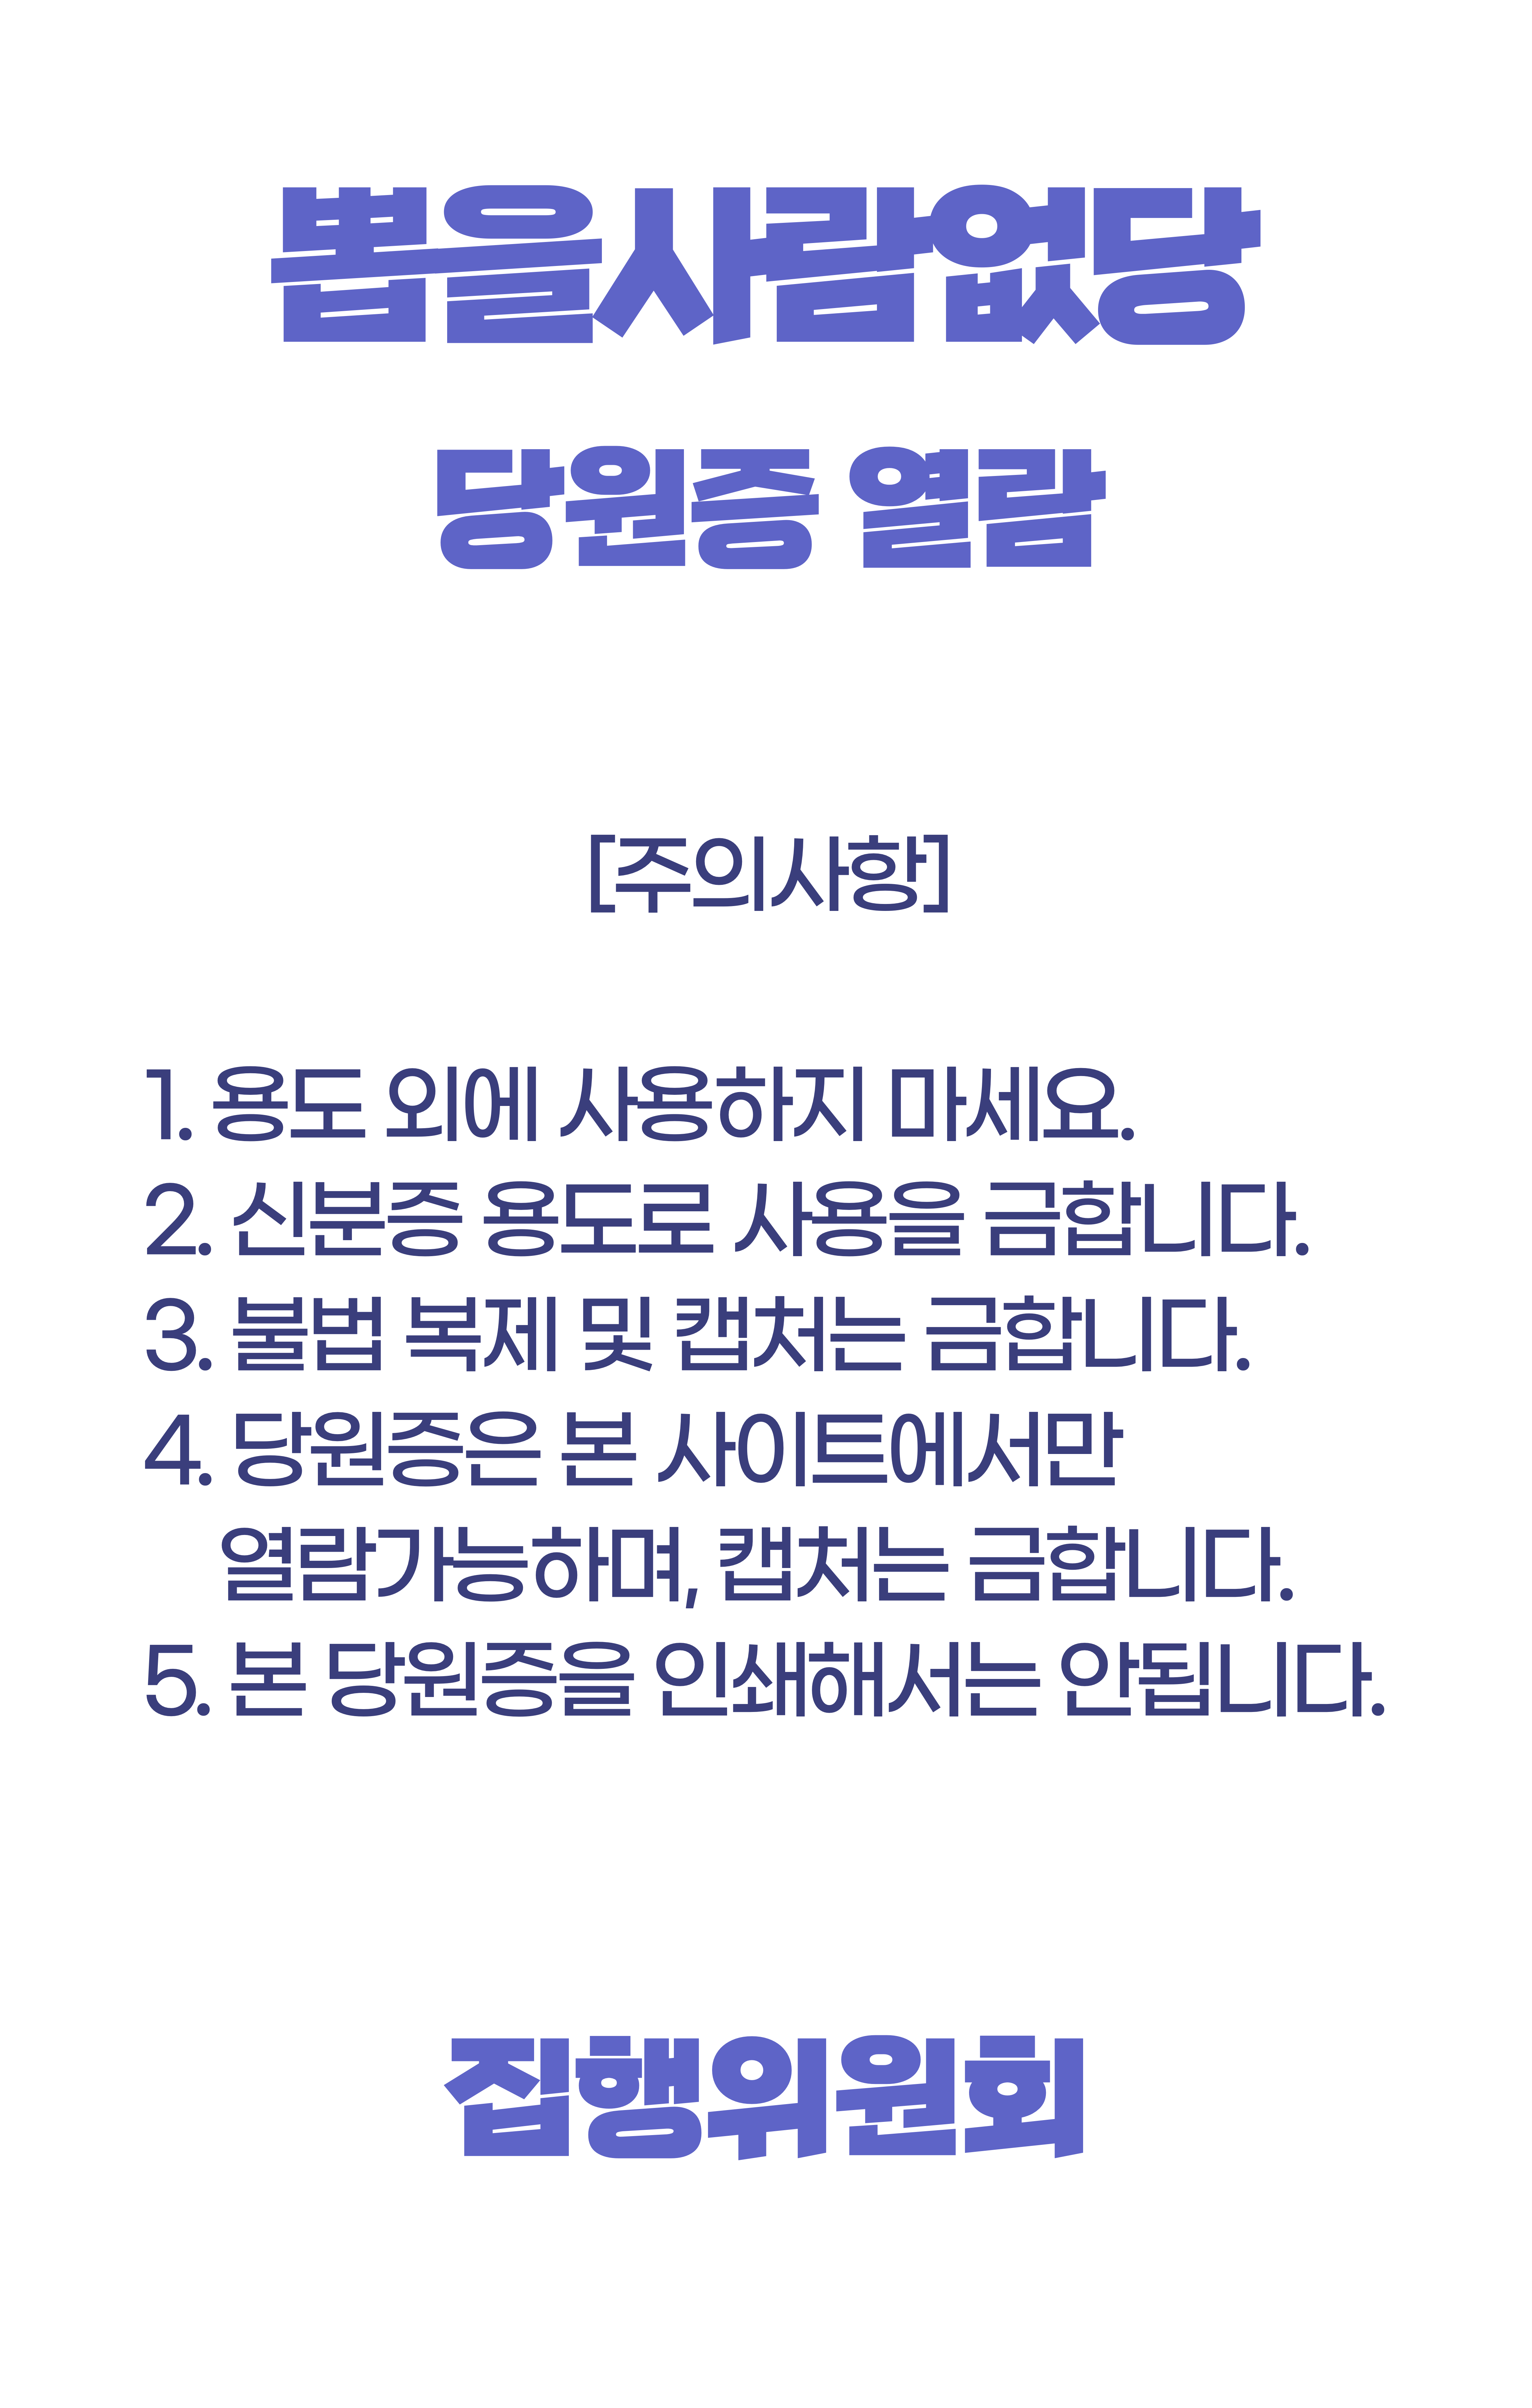 뽑을사람없당
당원증 열람
[주의사항]
1. 용도 외에 사용하지 마세요.
2. 신분증 용도로 사용을 금합니다.
3. 불법 복제 및 캡처는 금합니다.
4. 당원증은 본 사이트에서만
열람가능하며, 캡처는 금합니다.
5. 본 당원증을 인쇄해서는 안됩니다.
집행위원회